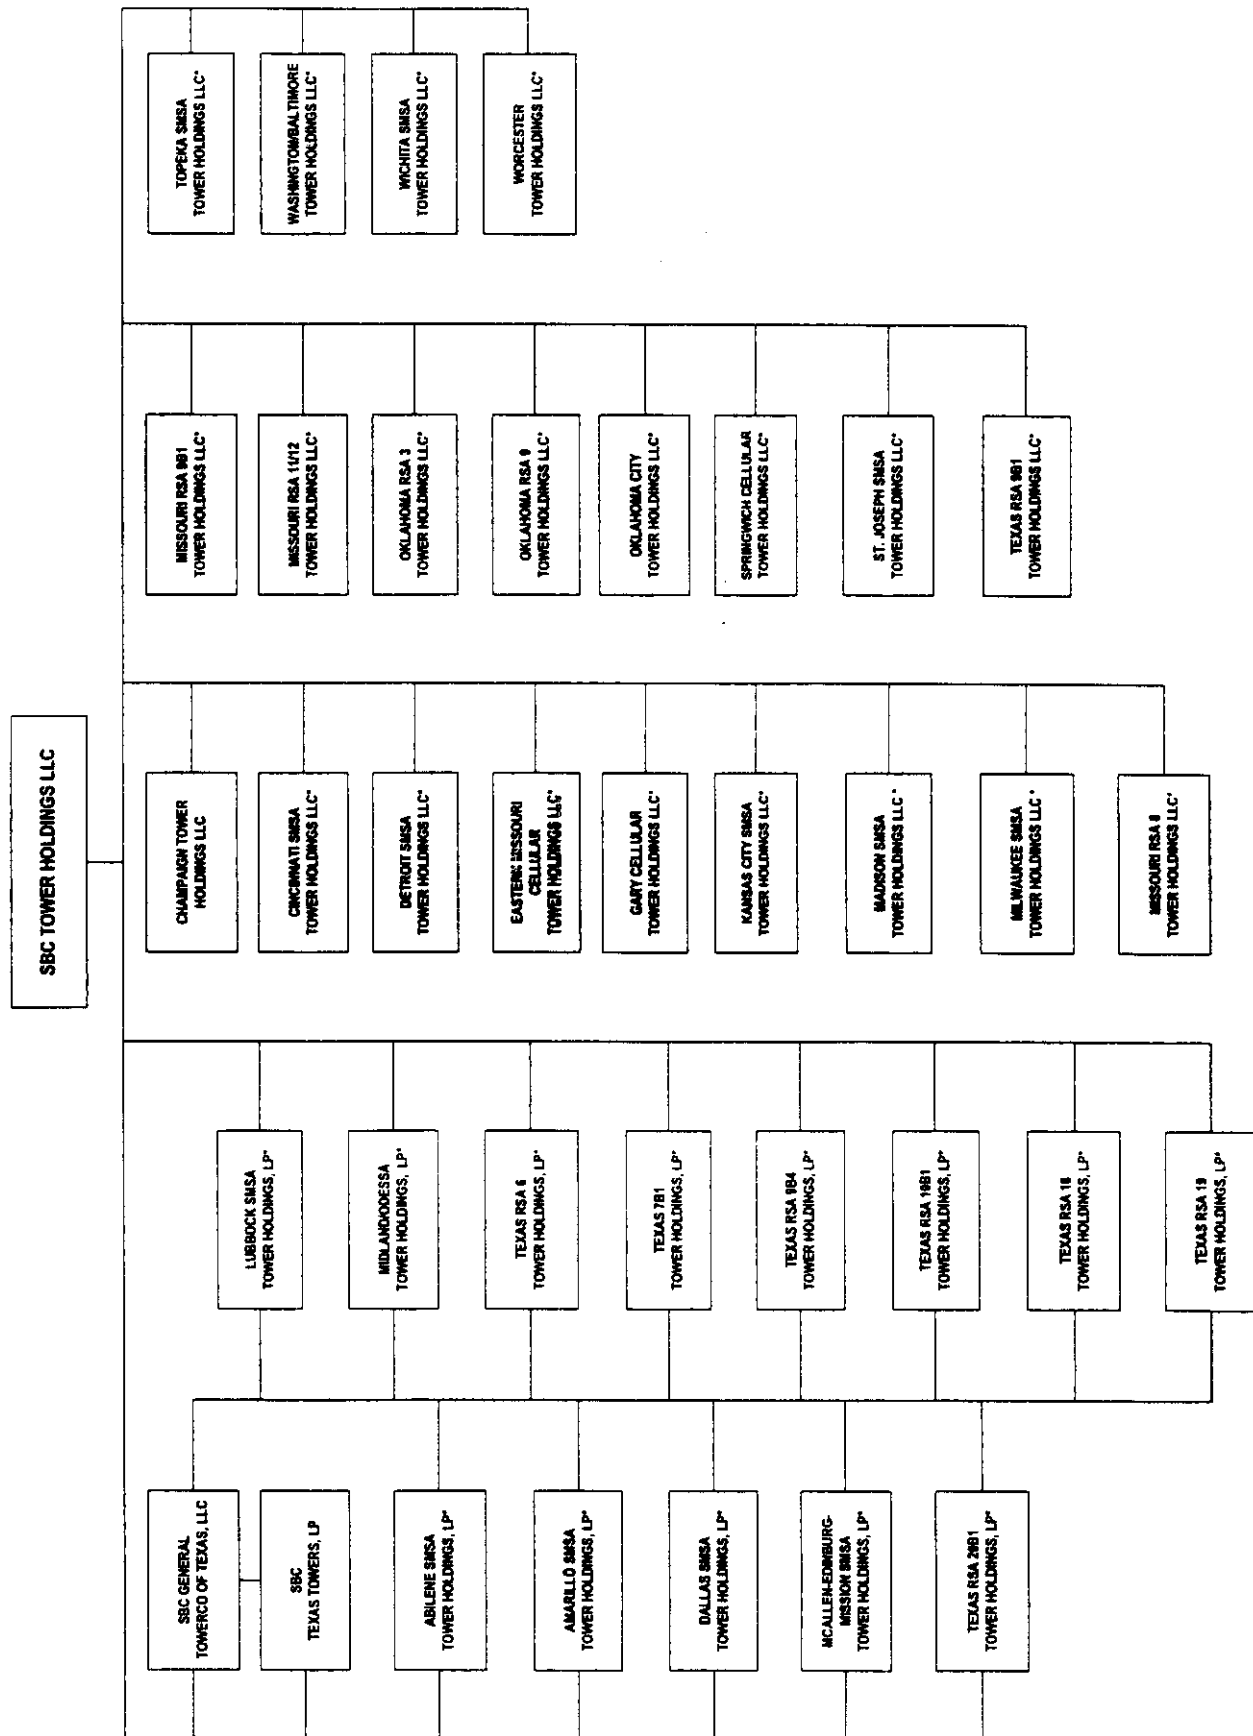 SBC TOWER HOLDINGS LLC
SBC GENERAL
TOWERCO OF TEXAS, LLC
SBC
TEXAS TOWERS, LP
ABILENE SMSA
TOWER HOLDINGS, LP*
AMARILLO SMSA
TOWER HOLDINGS, LP*
DALLAS SMSA
TOWER HOLDINGS, LP*
MCALLEN-EDINBURG-
MISSION SMSA
TOWER HOLDINGS, LP*
TEXAS RSA 20B1
TOWER HOLDINGS, LP*
LUBBOCK SMSA
TOWER HOLDINGS, LP*
MIDLAND/ODESSA
TOWER HOLDINGS, LP*
TEXAS RSA 6
TOWER HOLDINGS, LP*
TEXAS 7B1
TOWER HOLDINGS, LP*
TEXAS RSA 9B4
TOWER HOLDINGS, LP*
TEXAS RSA 10B1
TOWER HOLDINGS, LP*
TEXAS RSA 18
TOWER HOLDINGS, LP*
TEXAS RSA 19
TOWER HOLDINGS, LP*
CHAMPAIGN TOWER
HOLDINGS LLC
CINCINNATI SMSA
TOWER HOLDINGS LLC*
DETROIT SMSA
TOWER HOLDINGS LLC*
EASTERN MISSOURI
CELLULAR
TOWER HOLDINGS LLC*
GARY CELLULAR
TOWER HOLDINGS LLC*
KANSAS CITY SMSA
TOWER HOLDINGS LLC*
MADISON SMSA
TOWER HOLDINGS LLC *
MILWAUKEE SMSA
TOWER HOLDINGS LLC *
MISSOURI RSA 8
TOWER HOLDINGS LLC*
MISSOURI RSA 9B1
TOWER HOLDINGS LLC*
MISSOURI RSA 11/12
TOWER HOLDINGS LLC*
OKLAHOMA RSA 3
TOWER HOLDINGS LLC*
OKLAHOMA RSA 9
TOWER HOLDINGS LLC*
OKLAHOMA CITY
TOWER HOLDINGS LLC*
SPRINGWICH CELLULAR
TOWER HOLDINGS LLC*
ST. JOSEPH SMSA
TOWER HOLDINGS LLC*
TEXAS RSA 9B1
TOWER HOLDINGS LLC*
TOPEKA SMSA
TOWER HOLDINGS LLC*
WASHINGTON/BALTIMORE
TOWER HOLDINGS LLC*
WICHITA SMSA
TOWER HOLDINGS LLC*
WORCESTER
TOWER HOLDINGS LLC*